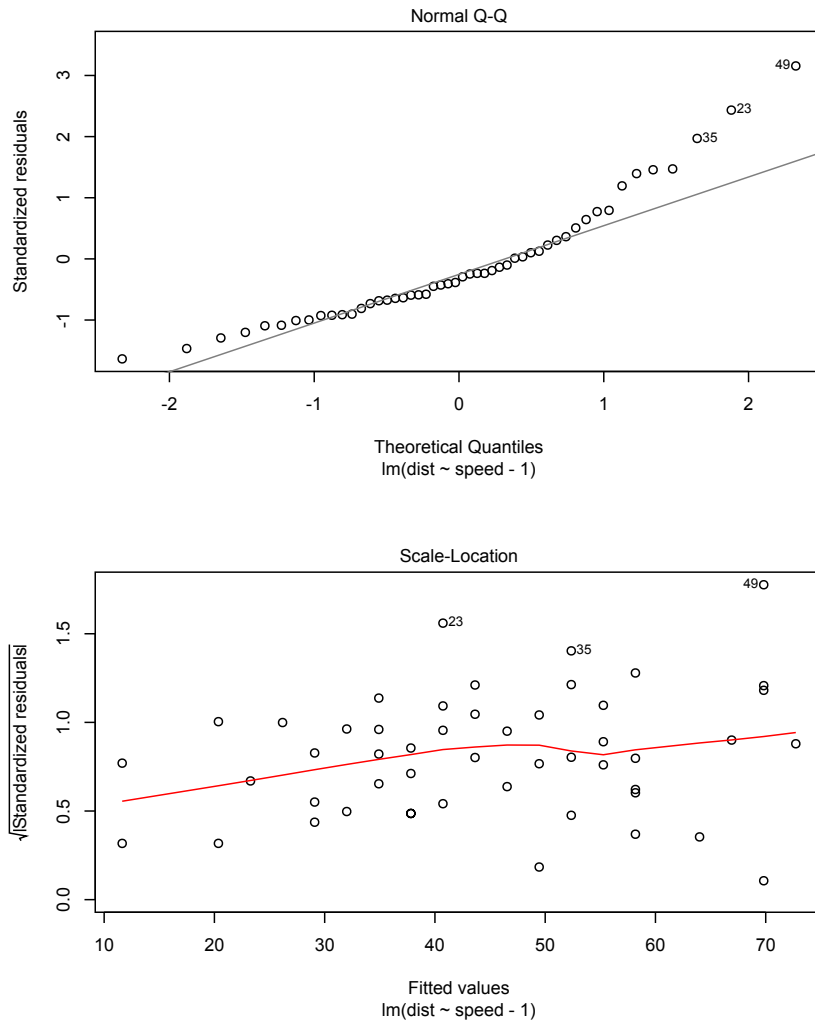 Normal Q-Q
49
23
35
3
2
1
0
-1
Standardized residuals
-2 -1 0 1 2
Theoretical Quantiles
lm(dist ~ speed - 1)
Scale-Location
49
23
35
1.5
1.0
0.5
0.0
√|Standardized residuals|
10 20 30 40 50 60 70
Fitted values
lm(dist ~ speed - 1)